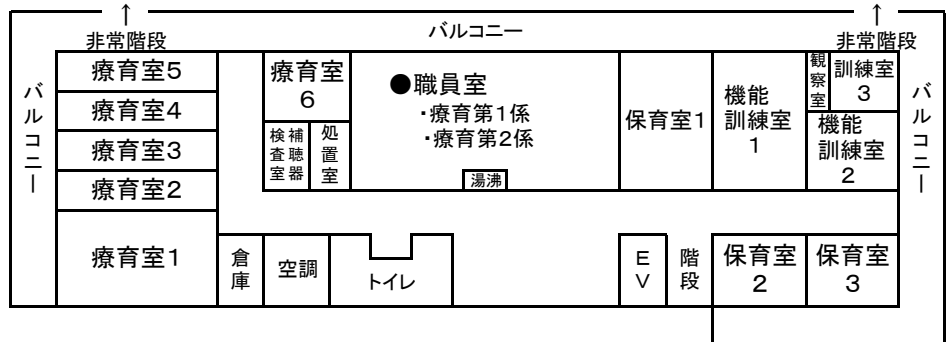 ↑
非常階段
バルコニー
↑
非常階段
バルコニー
療育室5
療育室4
療育室3
療育室2
療育室1
療育室
6
補聴器
検査室
処置室
●職員室
・療育第1係
・療育第2係
湯沸
保育室1
機能
訓練室
1
観察室
訓練室
3
機能
訓練室
2
バルコニー
倉庫
空調
トイレ
EV
階段
保育室
2
保育室
3